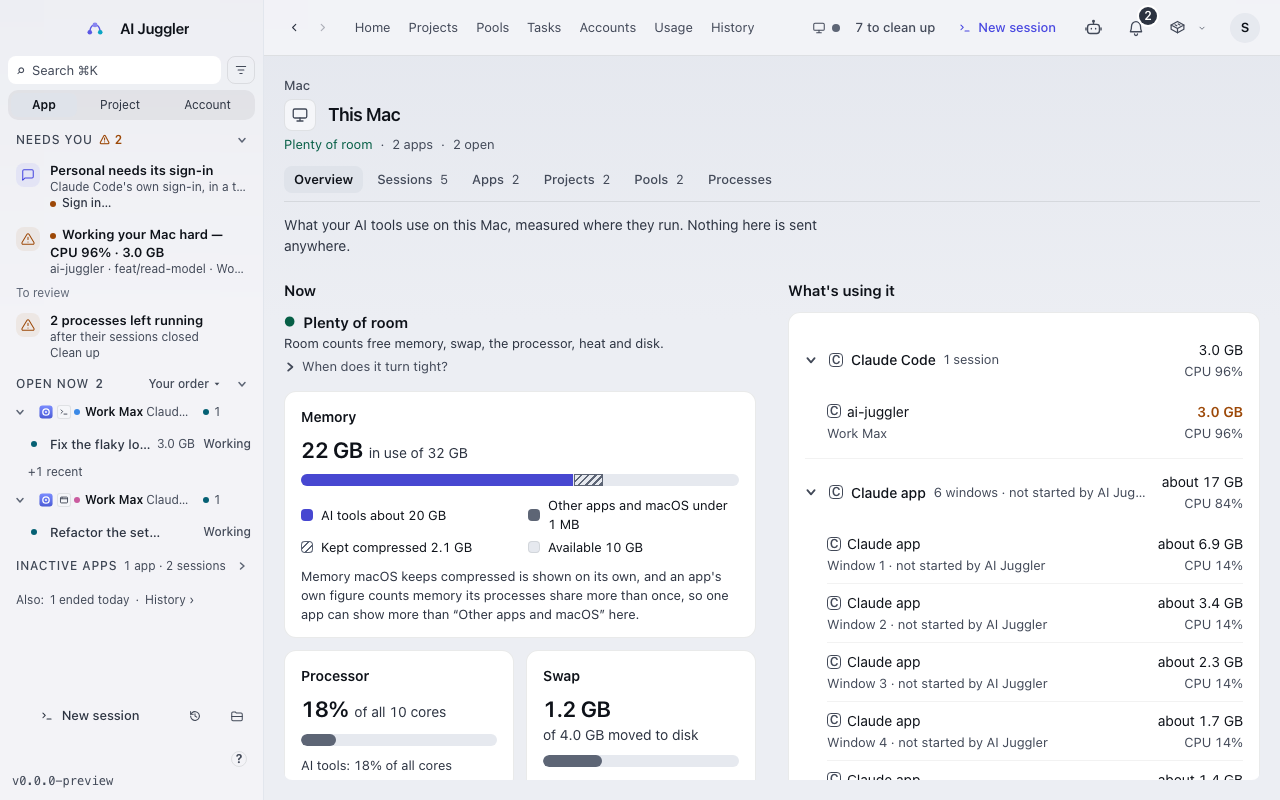 AI Juggler
Search ⌘K
App Project Account
NEEDS YOU 2
Personal needs its sign-in
Claude Code's own sign-in, in a t...
Sign in...
Working your Mac hard —
CPU 96% · 3.0 GB
ai-juggler · feat/read-model · Wo...
To review
2 processes left running
after their sessions closed
Clean up
OPEN NOW 2 Your order
Work Max Claud... 1
Fix the flaky lo... 3.0 GB Working
+1 recent
Work Max Claud... 1
Refactor the set... Working
INACTIVE APPS 1 app · 2 sessions
Also: 1 ended today · History ›
New session
?
v0.0.0-preview
Home Projects Pools Tasks Accounts Usage History
7 to clean up
New session
2
S
Mac
This Mac
Plenty of room · 2 apps · 2 open
Overview Sessions 5 Apps 2 Projects 2 Pools 2 Processes
What your AI tools use on this Mac, measured where they run. Nothing here is sent
anywhere.
Now
Plenty of room
Room counts free memory, swap, the processor, heat and disk.
When does it turn tight?
Memory
22 GB in use of 32 GB
AI tools about 20 GB
Other apps and macOS under
1 MB
Kept compressed 2.1 GB
Available 10 GB
Memory macOS keeps compressed is shown on its own, and an app's
own figure counts memory its processes share more than once, so one
app can show more than “Other apps and macOS” here.
Processor
18% of all 10 cores
AI tools: 18% of all cores
Swap
1.2 GB
of 4.0 GB moved to disk
What's using it
C Claude Code 1 session 3.0 GB
CPU 96%
C ai-juggler 3.0 GB
Work Max CPU 96%
C Claude app 6 windows · not started by AI Jug... about 17 GB
CPU 84%
C Claude app about 6.9 GB
Window 1 · not started by AI Juggler CPU 14%
C Claude app about 3.4 GB
Window 2 · not started by AI Juggler CPU 14%
C Claude app about 2.3 GB
Window 3 · not started by AI Juggler CPU 14%
C Claude app about 1.7 GB
Window 4 · not started by AI Juggler CPU 14%
C Claude app about 1.4 GB